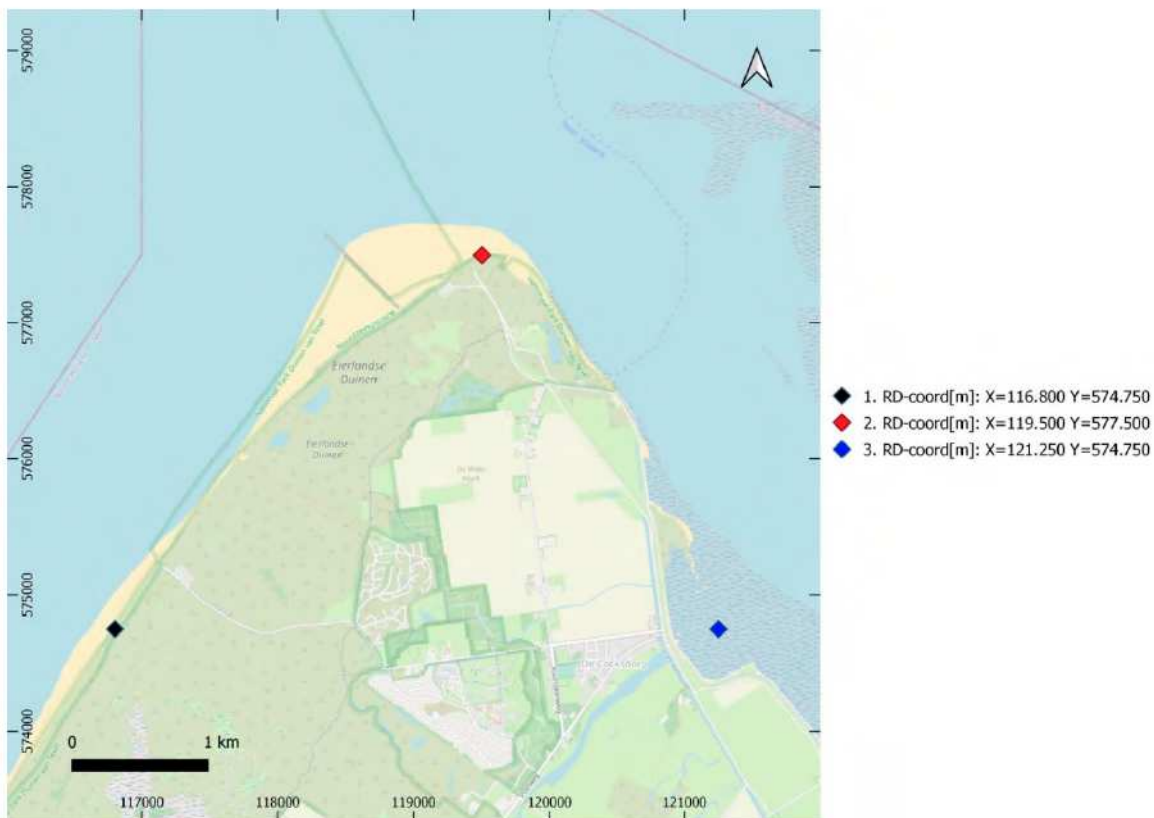 579000
578000
577000
576000
575000
574000
Eierlandse
Duinen
Eierlandse
Duinen
De Cocksdorp
1. RD-coord[m]: X=116.800 Y=574.750
2. RD-coord[m]: X=119.500 Y=577.500
3. RD-coord[m]: X=121.250 Y=574.750
0 1 km
117000 118000 119000 120000 121000